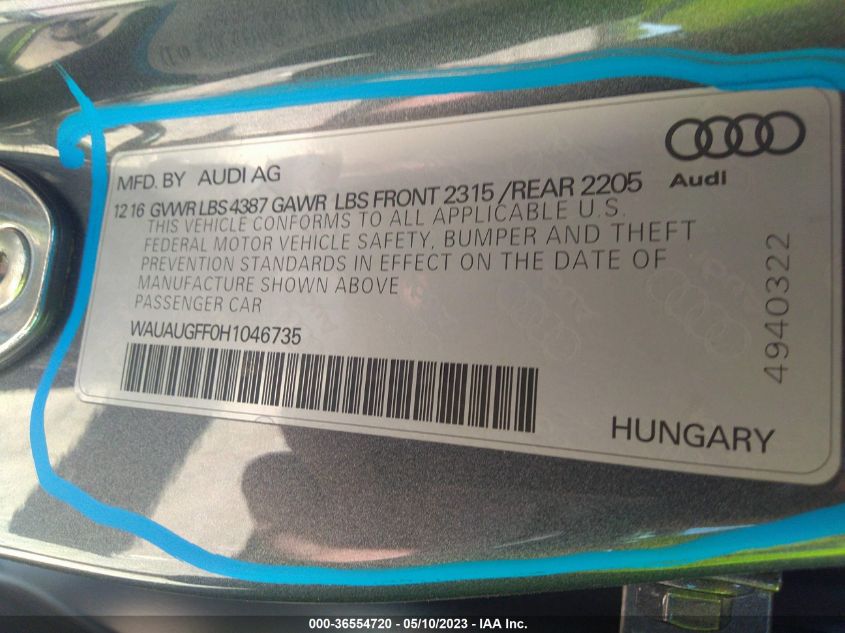 MFD. BY AUDI AG
12 16 GVWR LBS 4387 GAWR LBS FRONT 2315 /REAR 2205
THIS VEHICLE CONFORMS TO ALL APPLICABLE U.S.
FEDERAL MOTOR VEHICLE SAFETY, BUMPER AND THEFT
PREVENTION STANDARDS IN EFFECT ON THE DATE OF
MANUFACTURE SHOWN ABOVE
PASSENGER CAR
WAUAUGFF0H1046735
Audi
4940322
HUNGARY
000-36554720 — 05/10/2023 — IAA Inc.